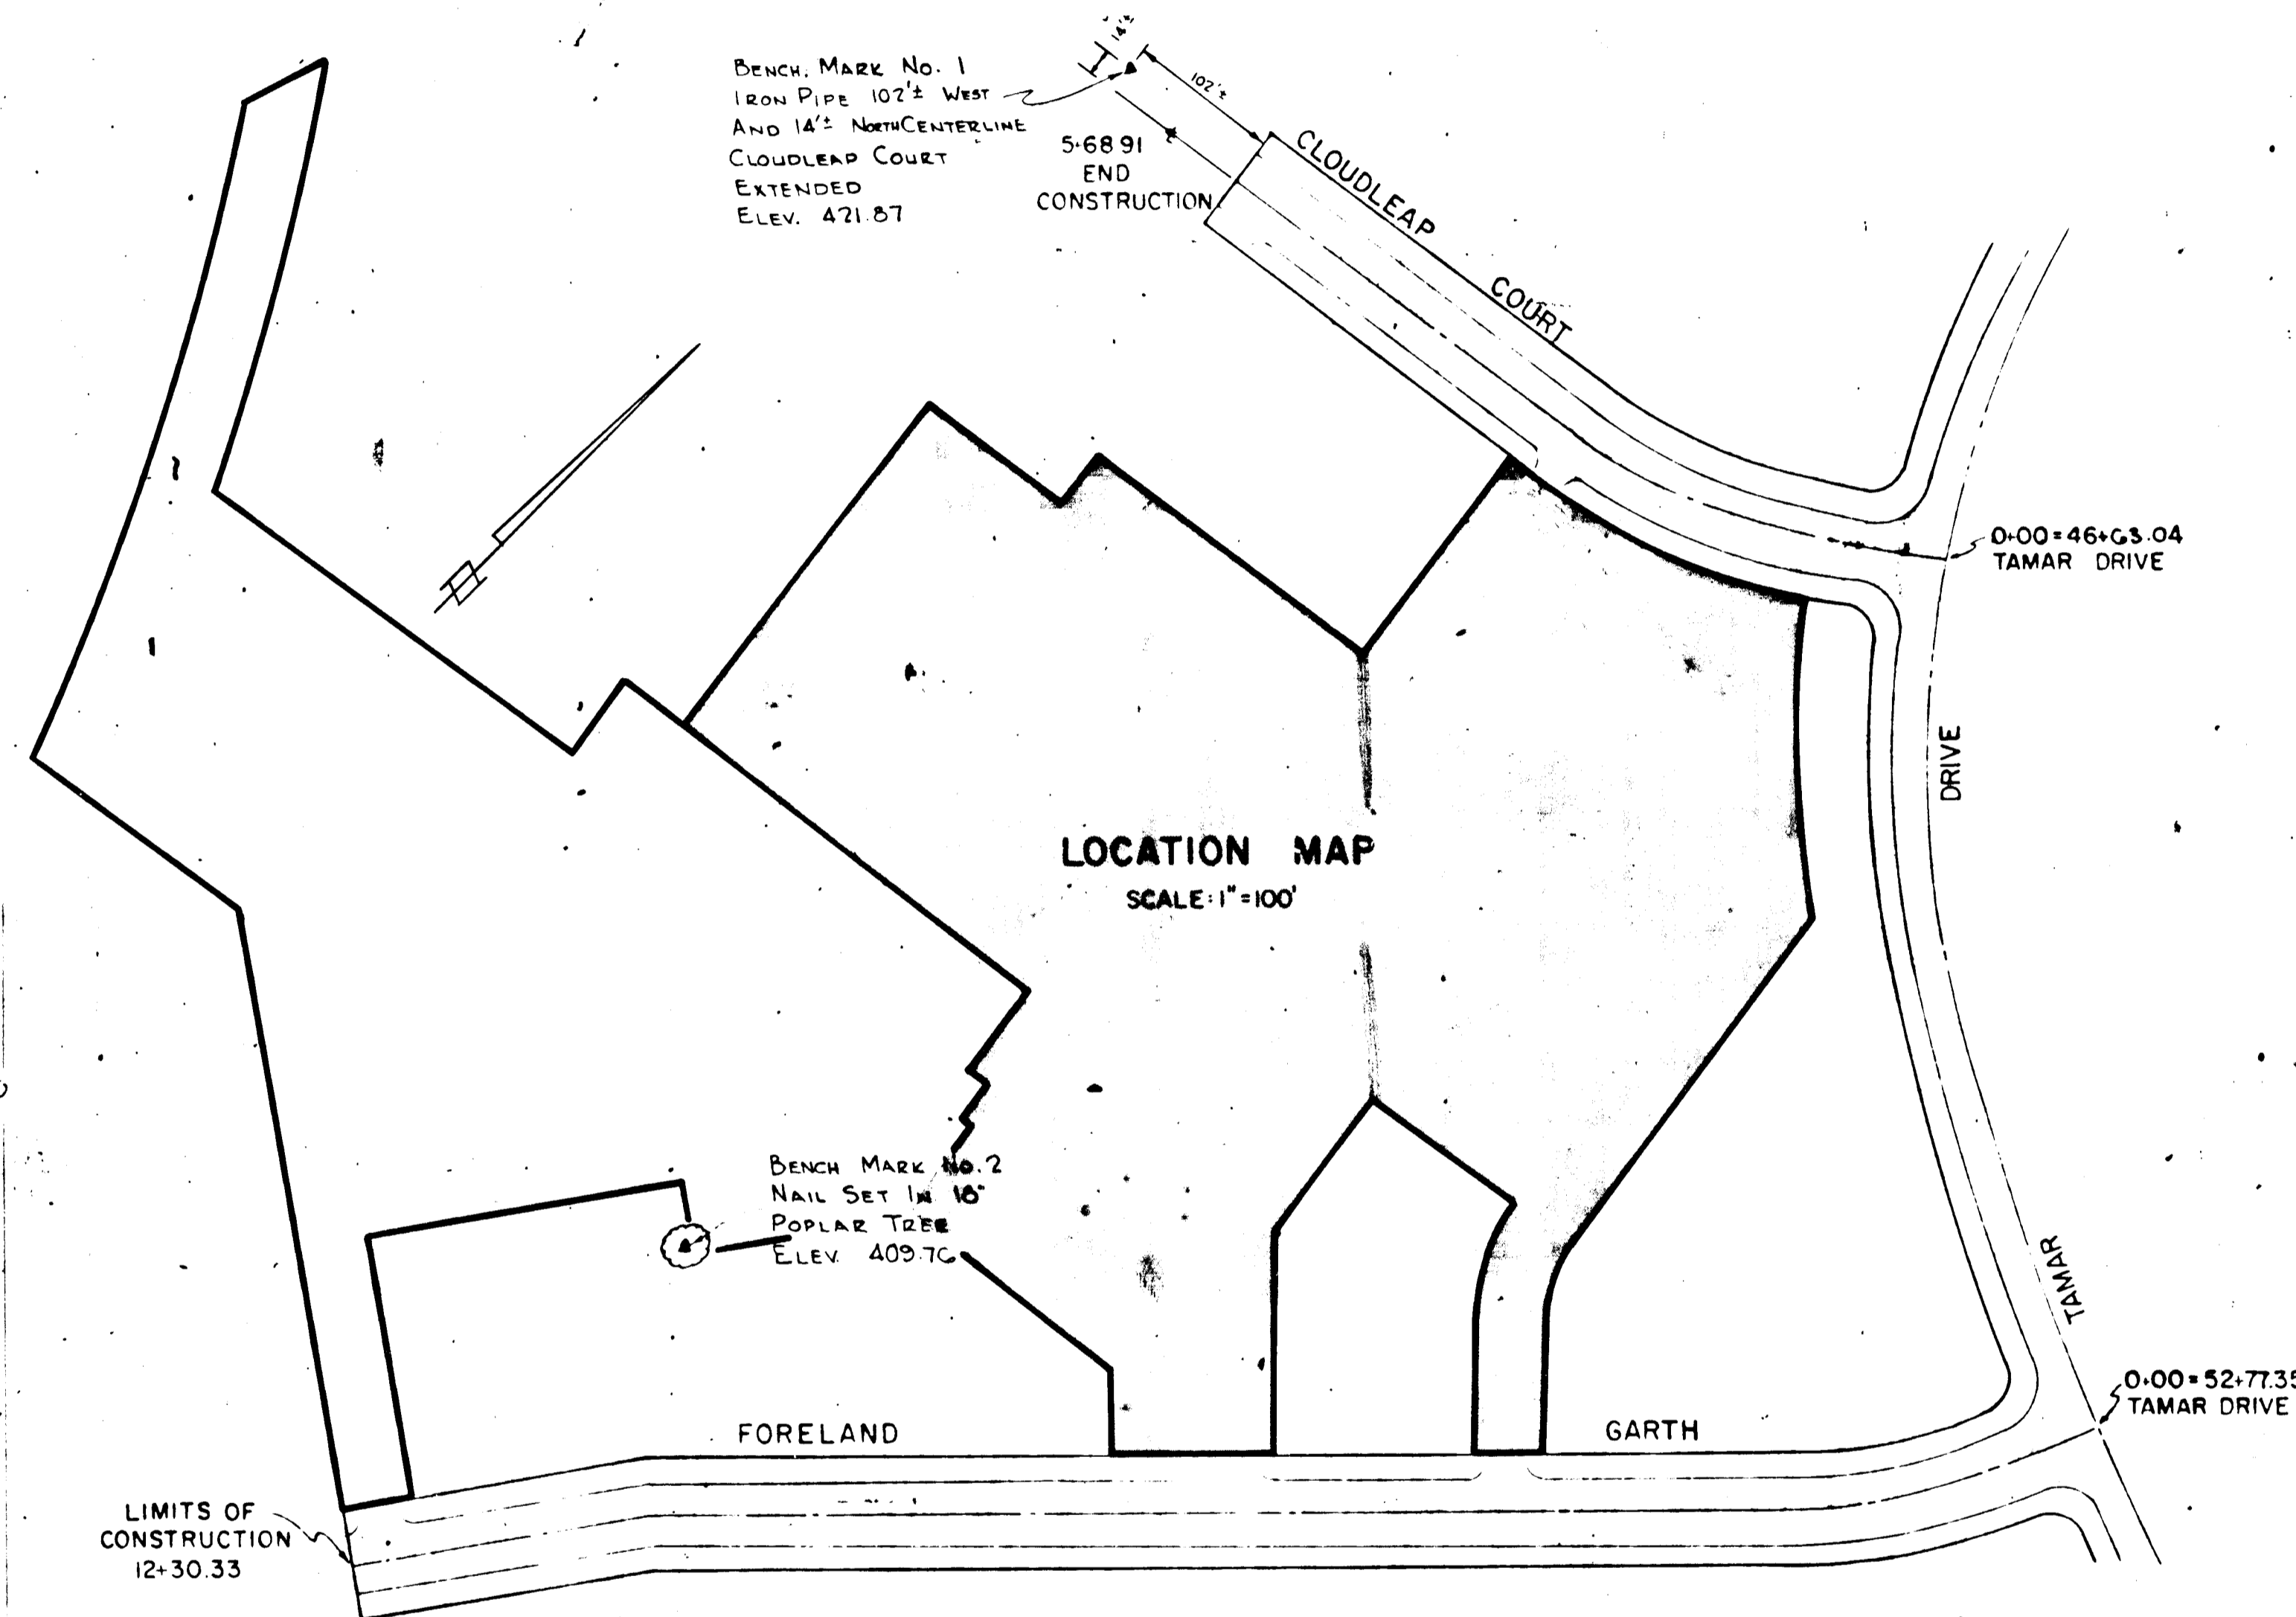 14'±
102'±
BENCH. MARK No. 1
IRON PIPE 102'± WEST
AND 14'± NORTH CENTERLINE
CLOUDLEAP COURT
EXTENDED
ELEV. 421.87
5+68 91
END
CONSTRUCTION
CLOUDLEAP
COURT
0+00=46+63.04
TAMAR DRIVE
DRIVE
LOCATION MAP
SCALE: 1"=100'
BENCH MARK No. 2
NAIL SET IN 18"
POPLAR TREE
ELEV. 409.76
TAMAR
0+00=52+77.35
TAMAR DRIVE
FORELAND
GARTH
LIMITS OF
CONSTRUCTION
12+30.33